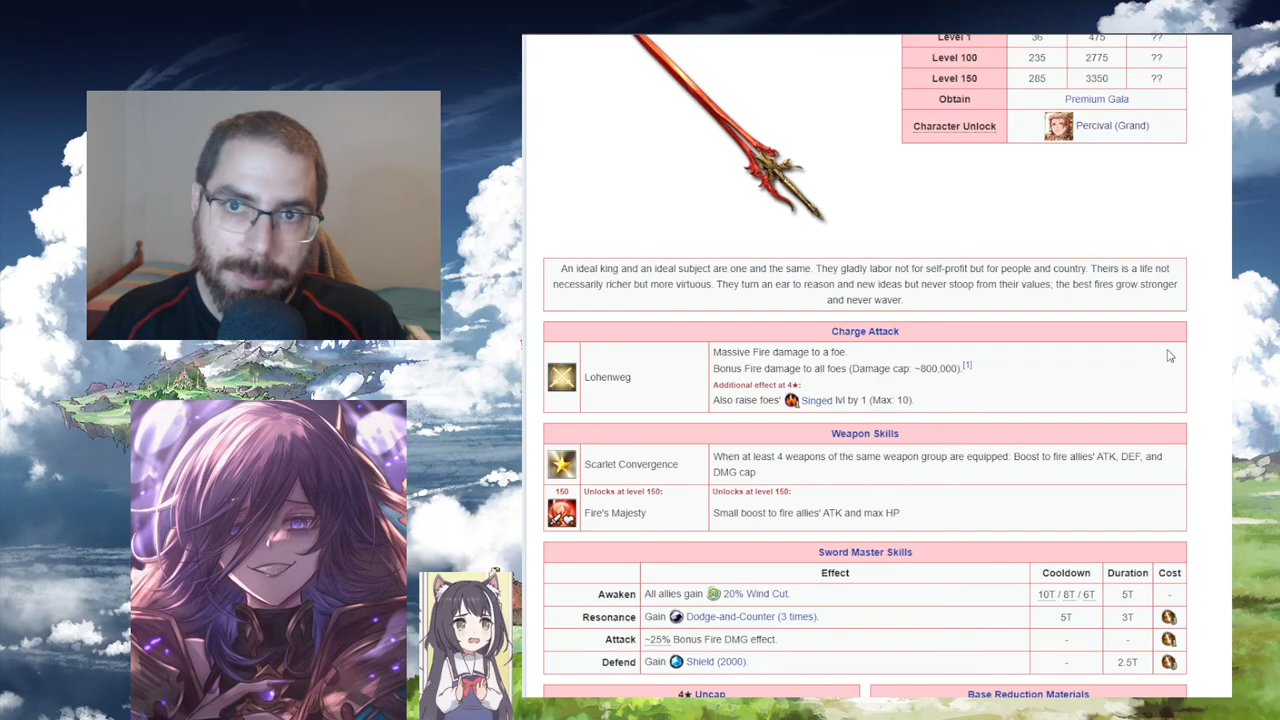 Level 1 36 475 ??
Level 100 235 2775 ??
Level 150 285 3350 ??
Obtain Premium Gala
Character Unlock Percival (Grand)
An ideal king and an ideal subject are one and the same. They gladly labor not for self-profit but for people and country. Theirs is a life not
necessarily richer but more virtuous. They turn an ear to reason and new ideas but never stoop from their values; the best fires grow stronger
and never waver.
Charge Attack
Lohenweg
Massive Fire damage to a foe.
Bonus Fire damage to all foes (Damage cap: ~800,000).[1]
Additional effect at 4★:
Also raise foes' Singed lvl by 1 (Max: 10).
Weapon Skills
Scarlet Convergence
When at least 4 weapons of the same weapon group are equipped: Boost to fire allies' ATK, DEF, and
DMG cap
150 Unlocks at level 150: Unlocks at level 150:
Fire's Majesty Small boost to fire allies' ATK and max HP
Sword Master Skills
Effect Cooldown Duration Cost
Awaken All allies gain 20% Wind Cut. 10T / 8T / 6T 5T -
Resonance Gain Dodge-and-Counter (3 times). 5T 3T
Attack ~25% Bonus Fire DMG effect. - -
Defend Gain Shield (2000). - 2.5T
4★ Uncap Base Reduction Materials